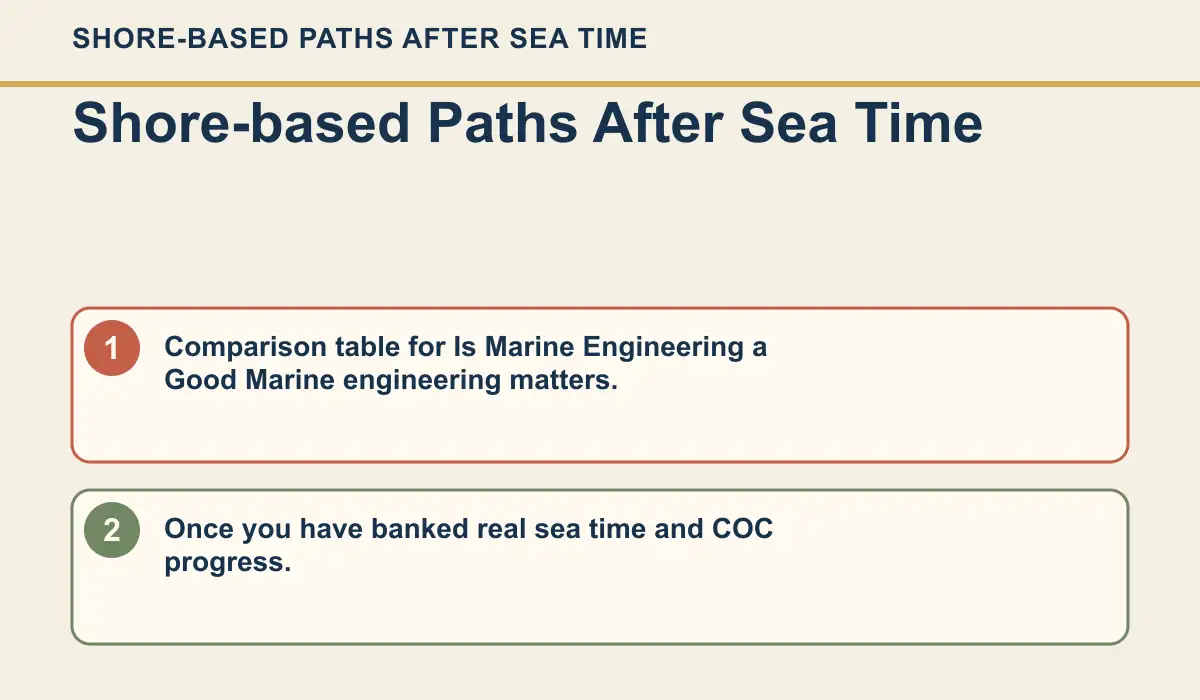 SHORE-BASED PATHS AFTER SEA TIME
Shore-based Paths After Sea Time
1
Comparison table for Is Marine Engineering a
Good Marine engineering matters.
2
Once you have banked real sea time and COC
progress.